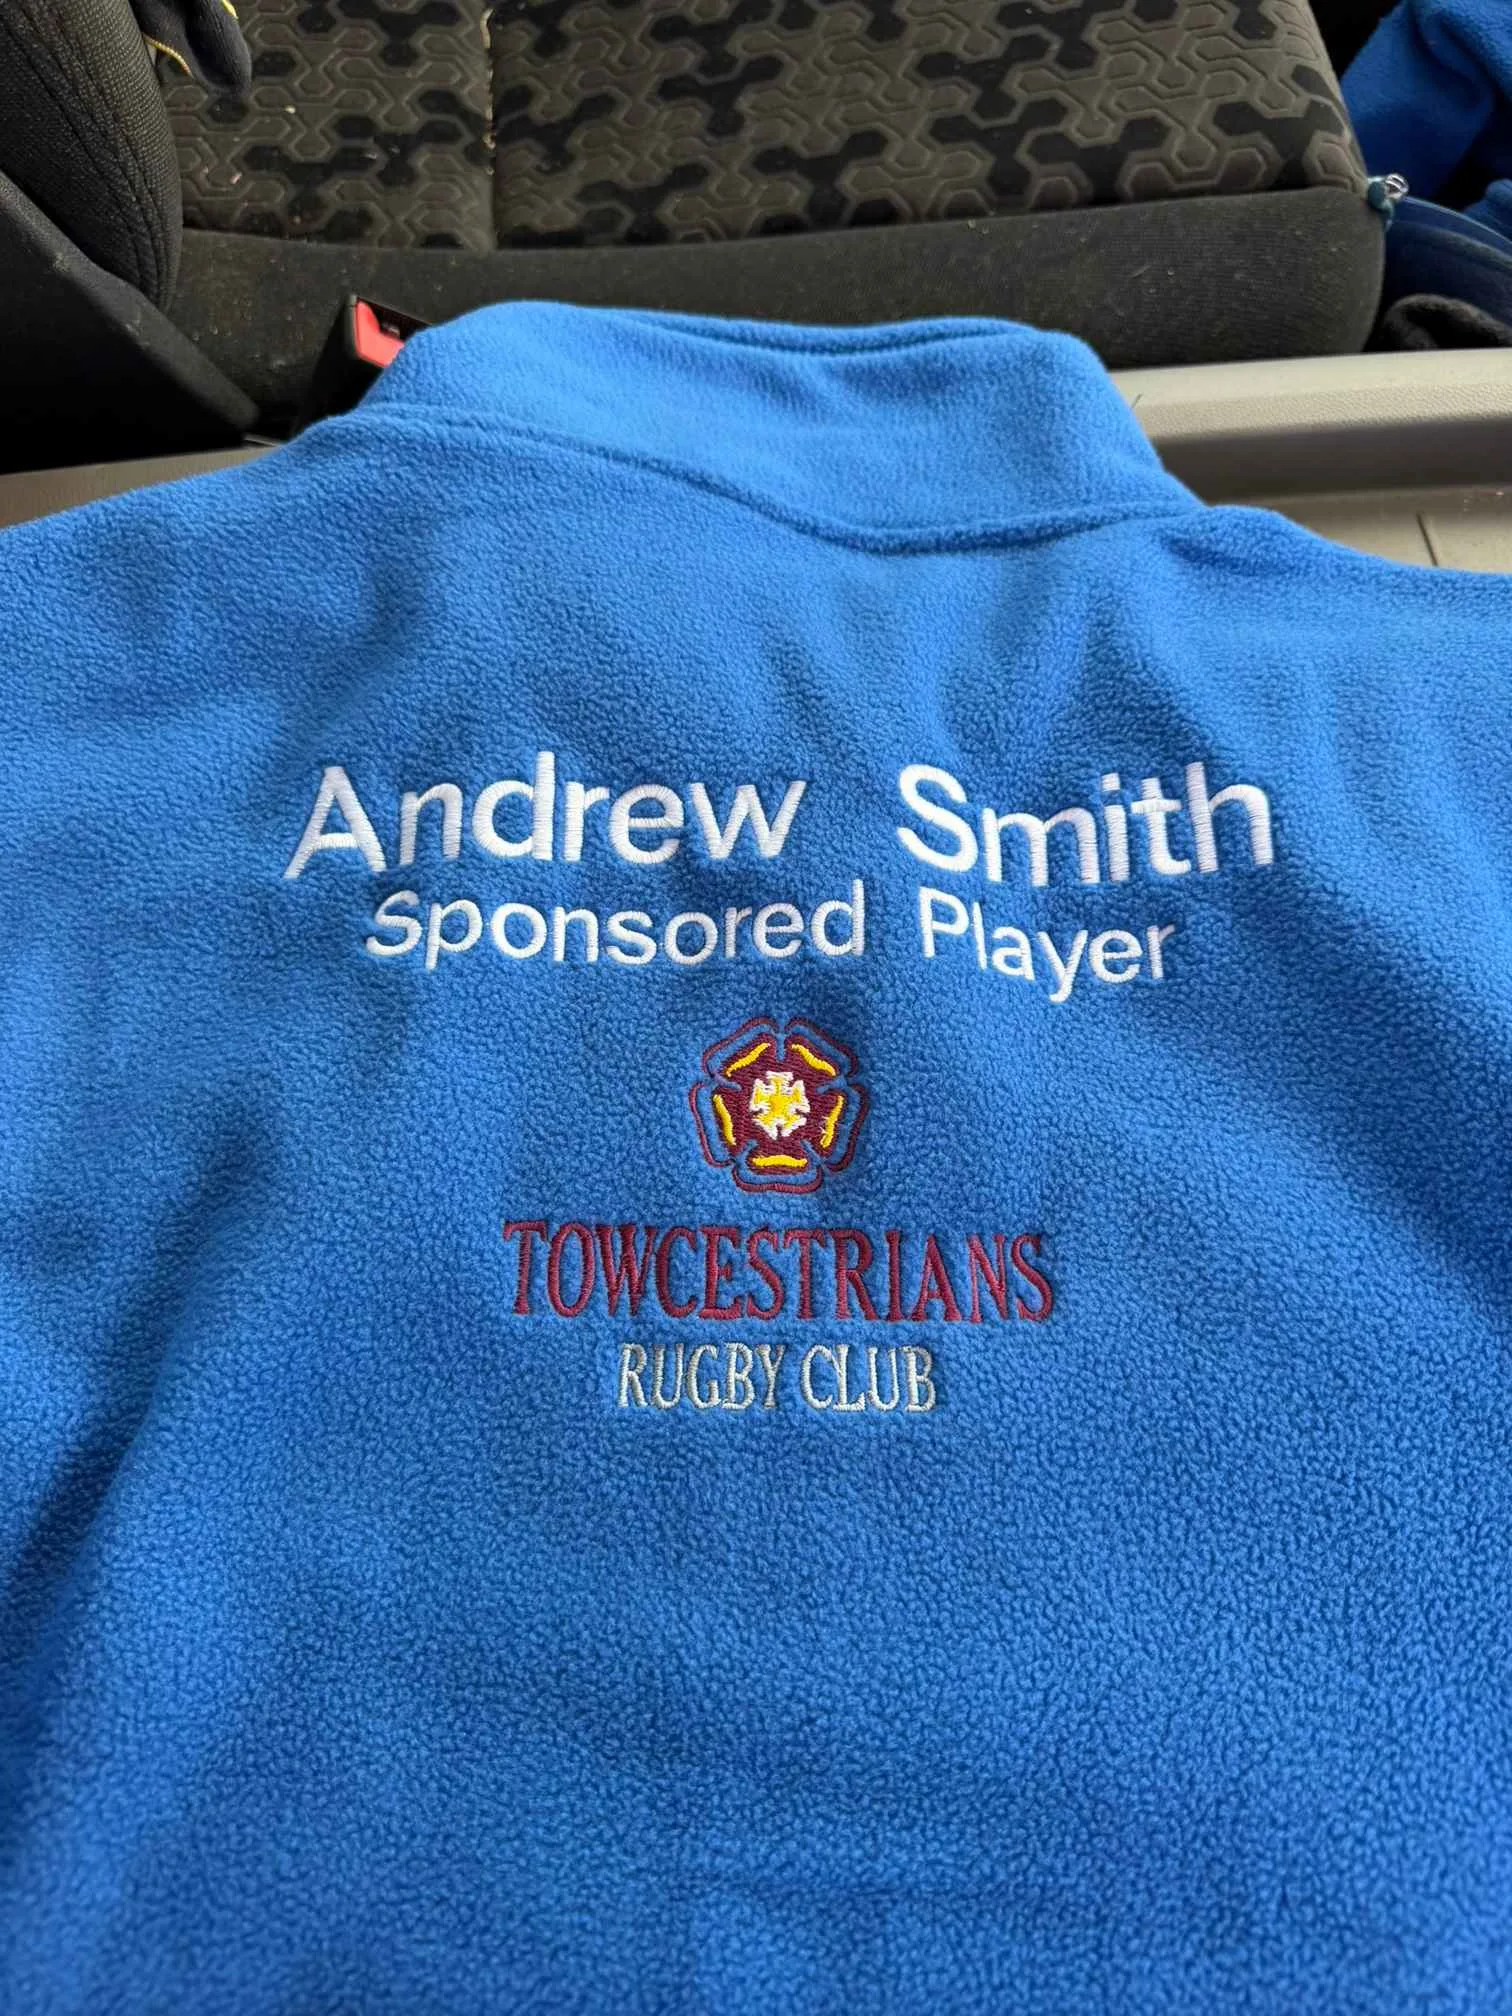 Andrew Smith
Sponsored Player
TOWCESTRIANS
RUGBY CLUB